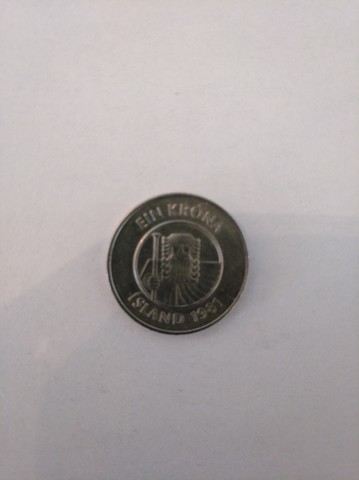 EIN KRÓNA
ÍSLAND 1981